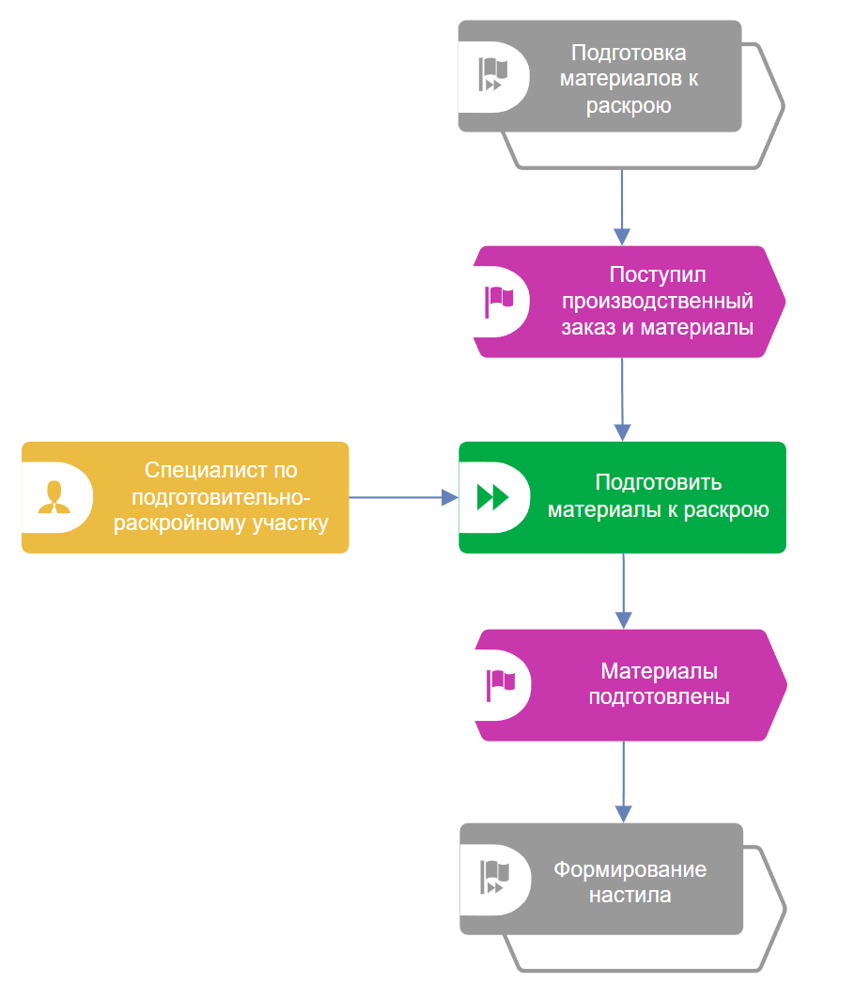 Подготовка
материалов к
раскрою
Поступил
производственный
заказ и материалы
Специалист по
подготовительно-
раскройному участку
Подготовить
материалы к раскрою
Материалы
подготовлены
Формирование
настила